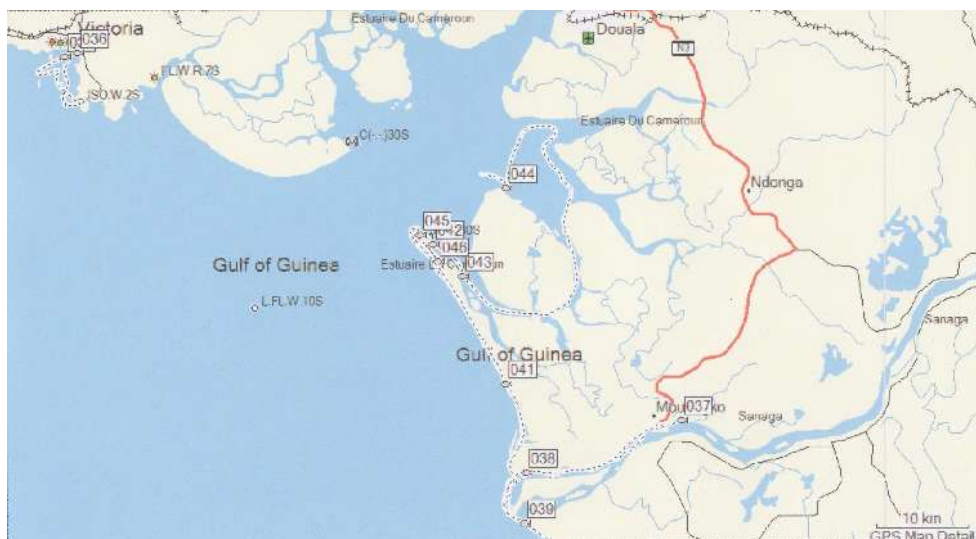 Estuaire Du Cameroun
Victoria
036
Douala
N3
FL.W.R.7S
ISO.W.2S
Estuaire Du Cameroun
C(-.-)30S
044
Ndonga
045
042
046
Gulf of Guinea
043
L.FL.W.10S
Sanaga
Gulf of Guinea
041
037
Sanaga
038
039
10 km
GPS Map Detail